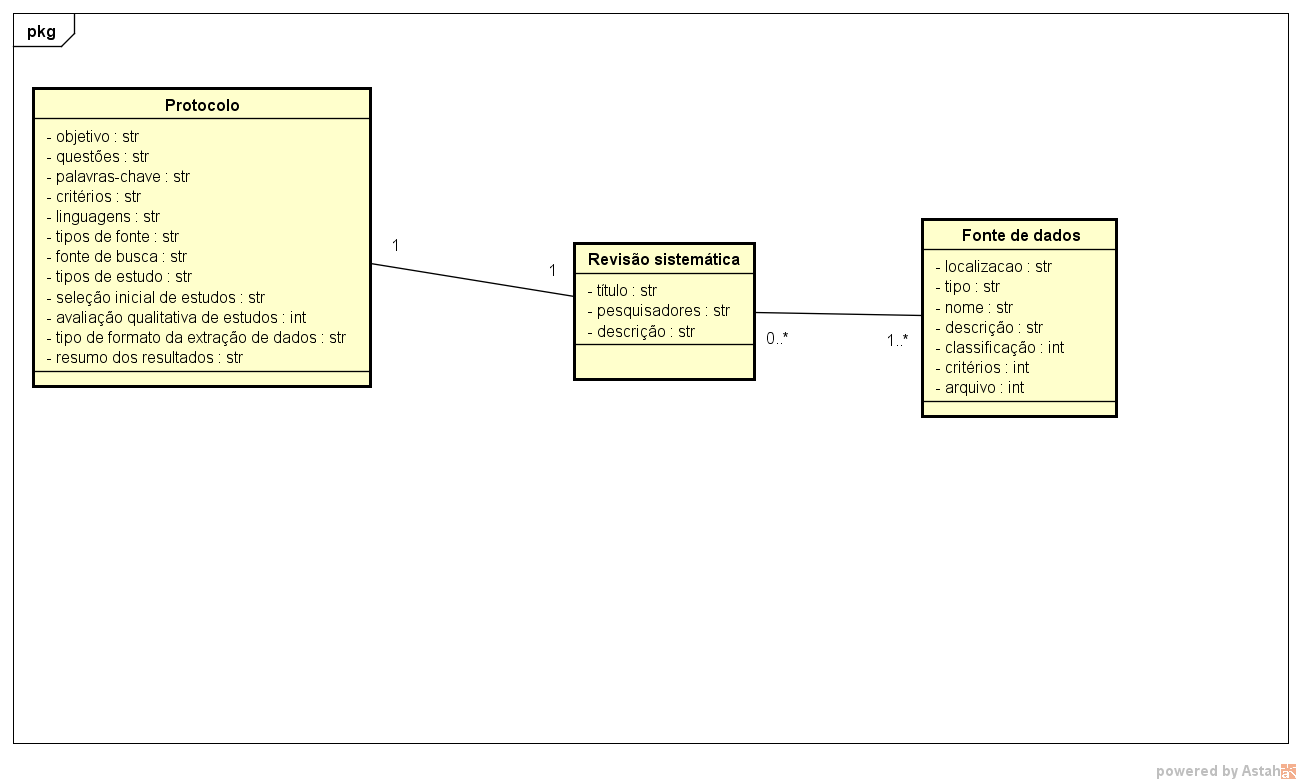 pkg
Protocolo
- objetivo : str
- questões : str
- palavras-chave : str
- critérios : str
- linguagens : str
- tipos de fonte : str
- fonte de busca : str
- tipos de estudo : str
- seleção inicial de estudos : str
- avaliação qualitativa de estudos : int
- tipo de formato da extração de dados : str
- resumo dos resultados : str
1
1
Revisão sistemática
- título : str
- pesquisadores : str
- descrição : str
0..*
1..*
Fonte de dados
- localizacao : str
- tipo : str
- nome : str
- descrição : str
- classificação : int
- critérios : int
- arquivo : int
powered by Astah